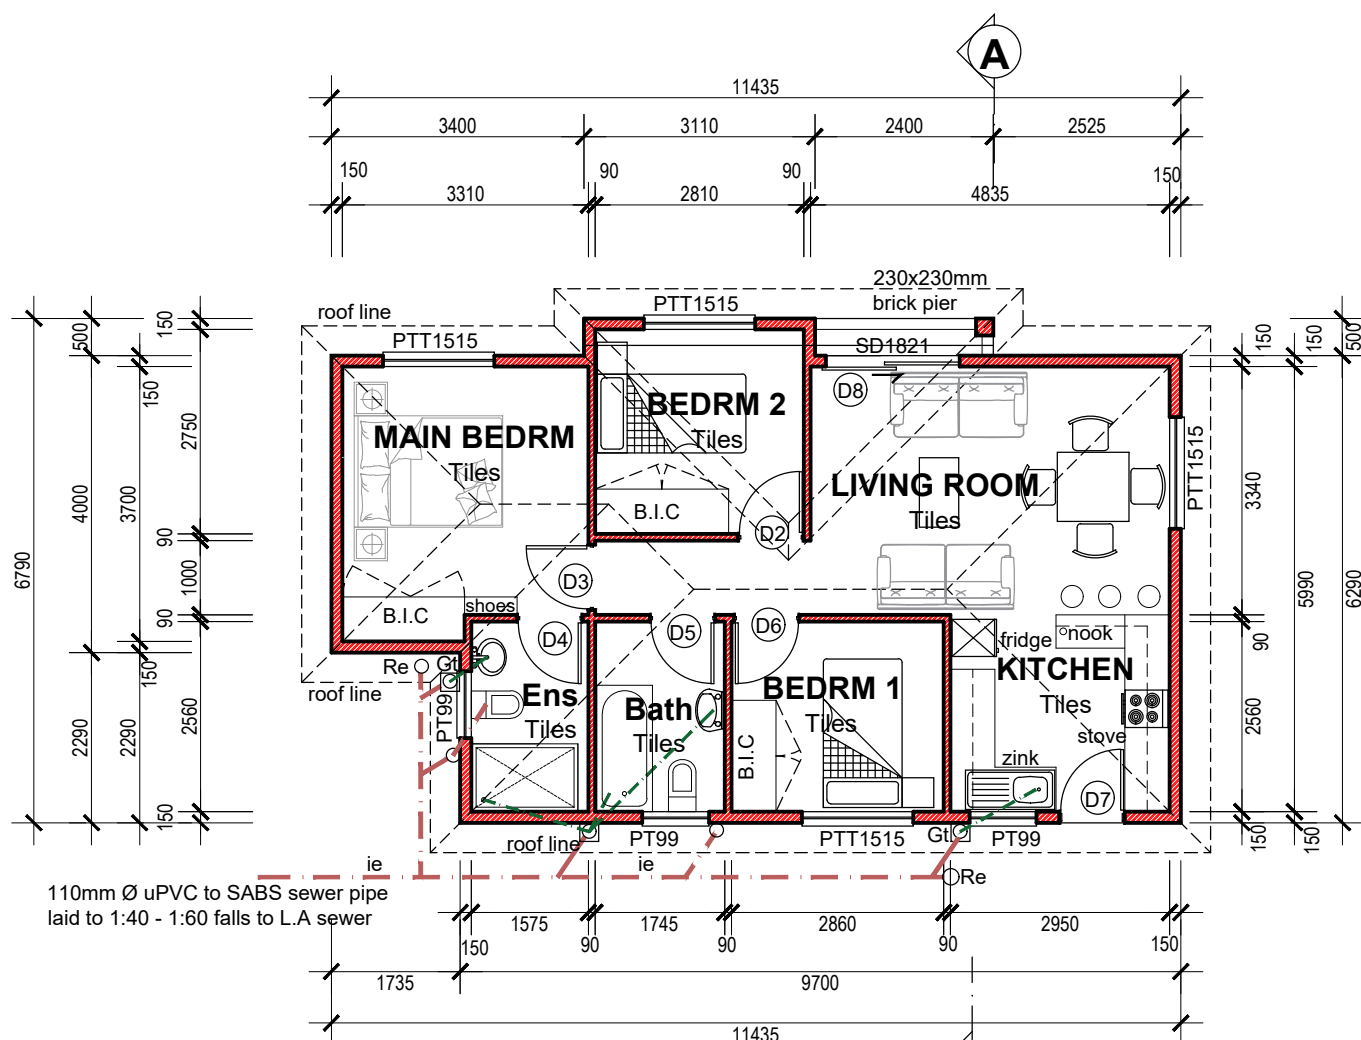 A
11435
3400 3110 2400 2525
150 90 90 150
3310 2810 4835
230x230mm
brick pier
roof line
PTT1515
PTT1515
SD1821
D8
MAIN BEDRM
Tiles
BEDRM 2
Tiles
LIVING ROOM
Tiles
PTT1515
B.I.C
D2
D3
B.I.C
shoes
D4
D5
D6
fridge
nook
KITCHEN
Tiles
stove
zink
D7
Re
Gt
roof line
PT99
Ens
Tiles
Bath
Tiles
BEDRM 1
Tiles
B.I.C
roof line
PT99
PTT1515
Gt
PT99
ie
ie
Re
110mm Ø uPVC to SABS sewer pipe
laid to 1:40 - 1:60 falls to L.A sewer
6790
500
4000
2290
150
3700
150
2290
150
2750
90
1000
90
2560
150
150
3340
90
2560
150
150
5990
150
500
6290
1575 1745 2860 2950
150 90 90 90 150
1735 9700
11435